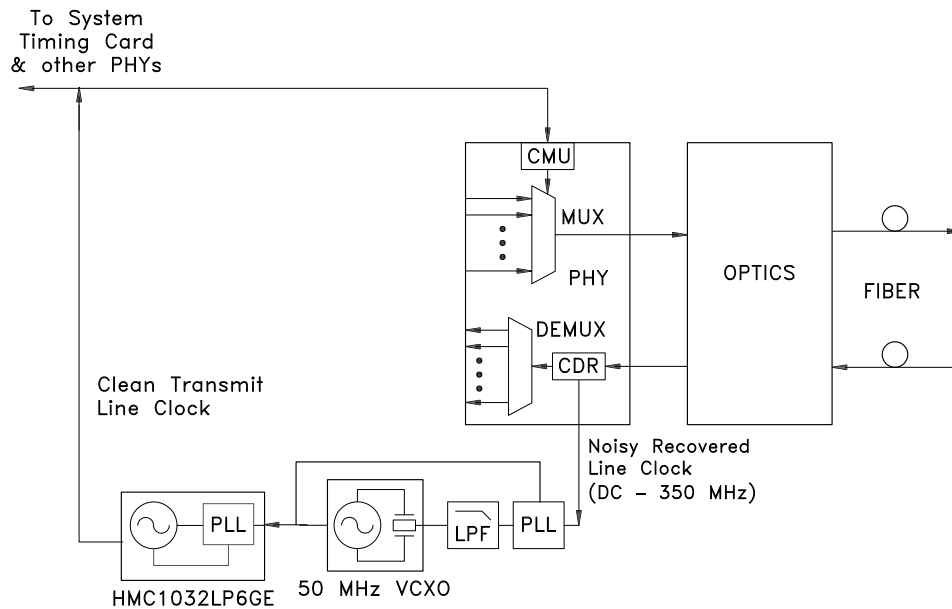 To System
Timing Card
& other PHYs
CMU
MUX
PHY
OPTICS
FIBER
DEMUX
CDR
Clean Transmit
Line Clock
Noisy Recovered
Line Clock
(DC - 350 MHz)
PLL
LPF
PLL
50 MHz VCXO
HMC1032LP6GE